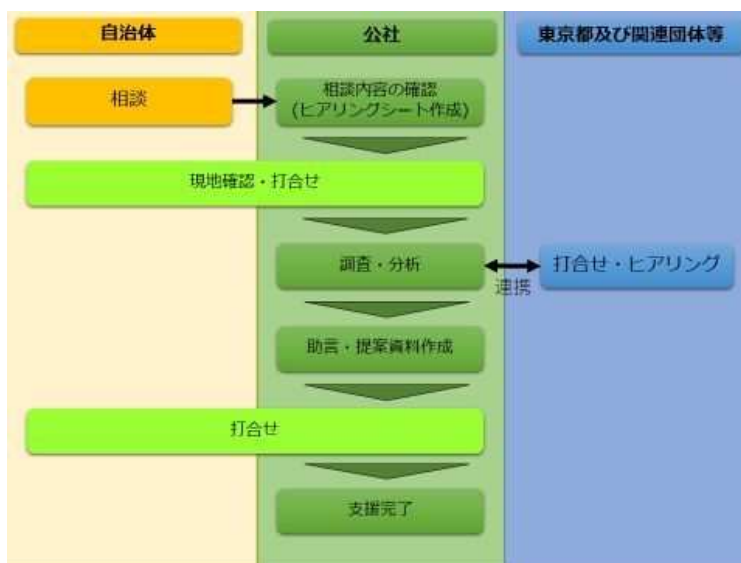 自治体
公社
東京都及び関連団体等
相談
相談内容の確認
(ヒアリングシート作成)
現地確認・打合せ
調査・分析
連携
打合せ・ヒアリング
助言・提案資料作成
打合せ
支援完了